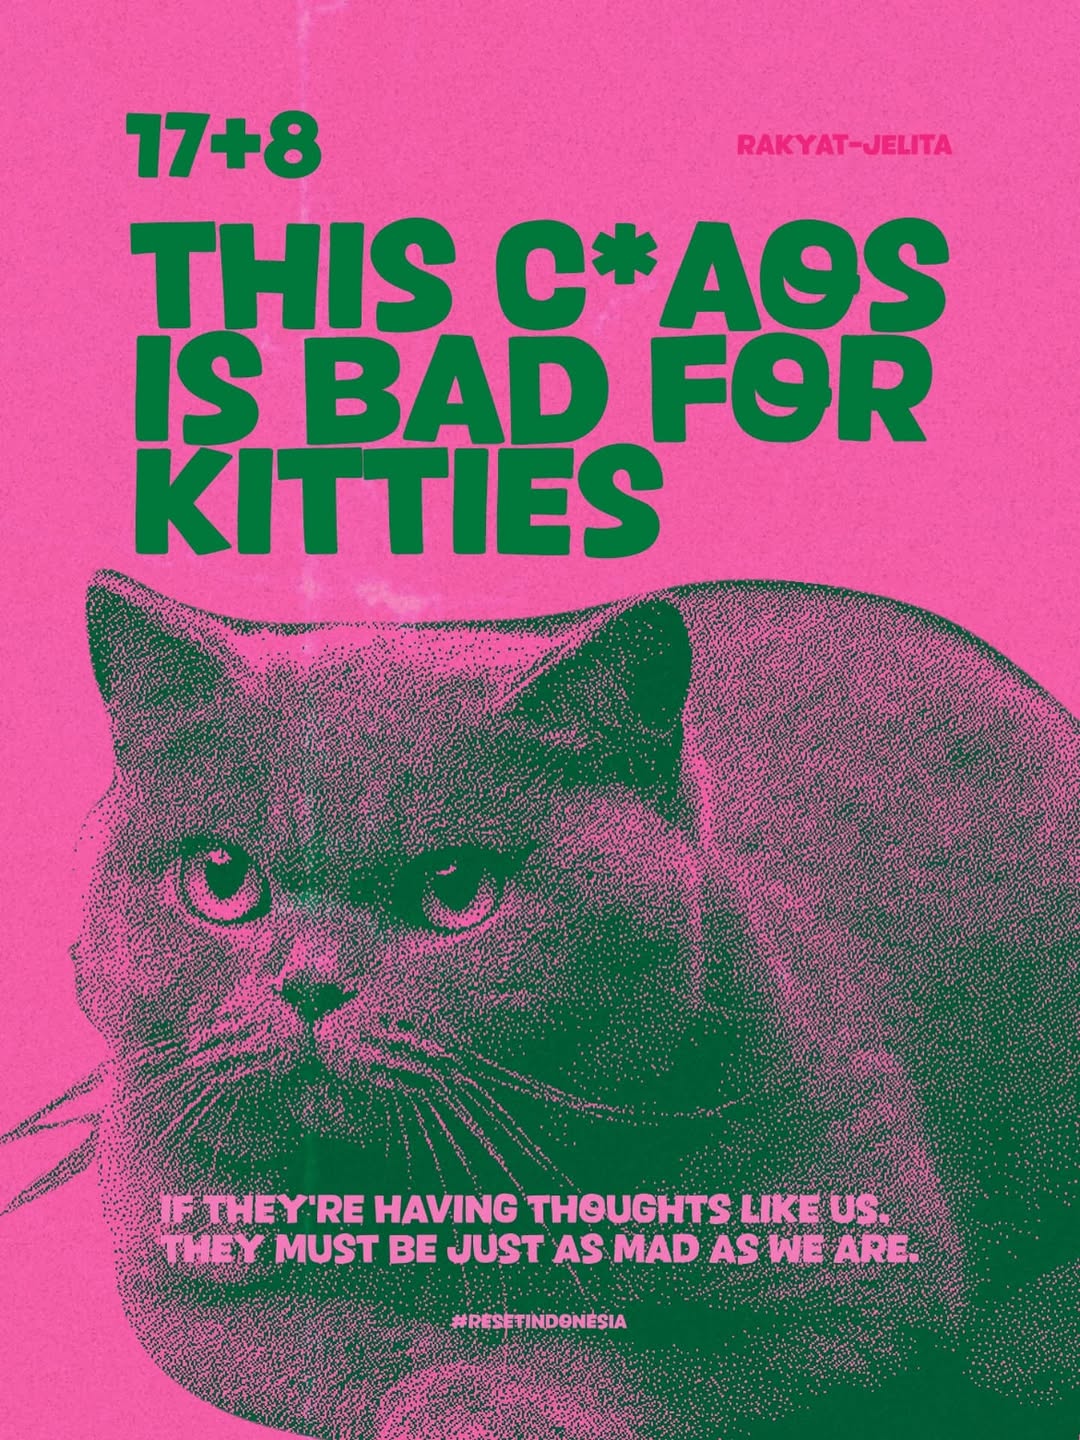 17+8
RAKYAT-JELITA
THIS C*AOS
IS BAD FOR
KITTIES
IF THEY'RE HAVING THOUGHTS LIKE US,
THEY MUST BE JUST AS MAD AS WE ARE.
#RESETINDONESIA